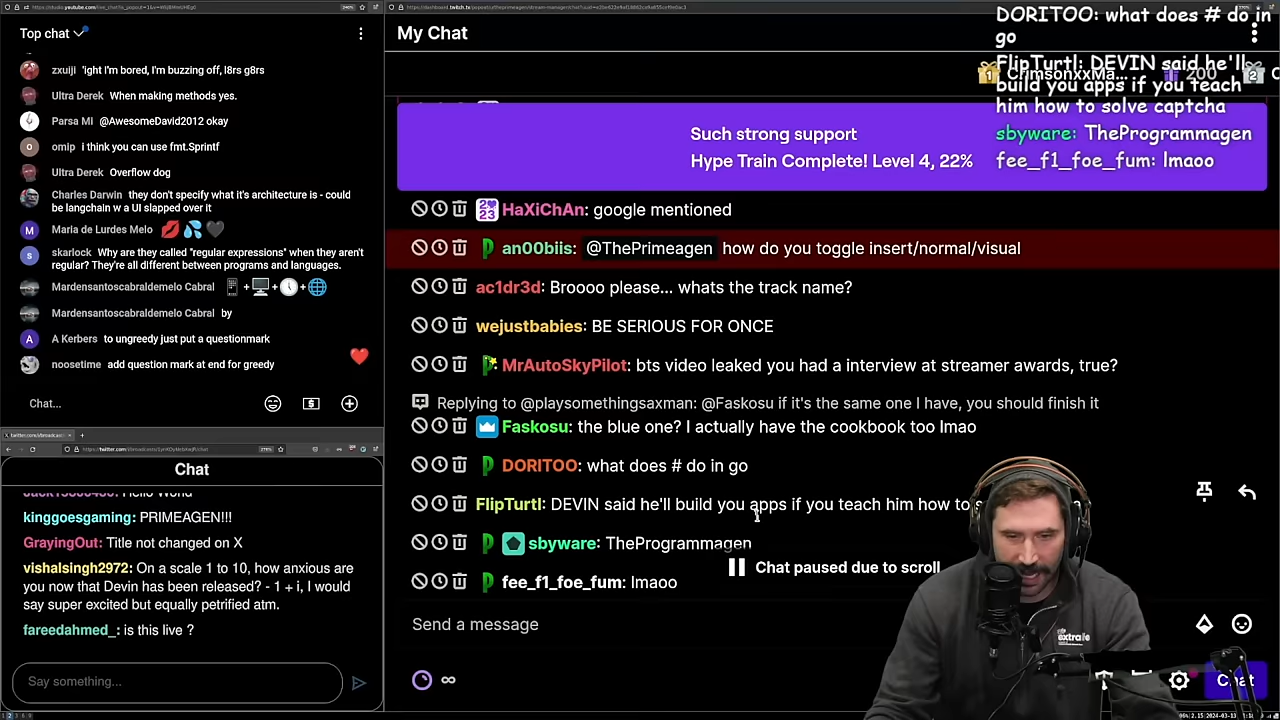 Top chat
zxuiji 'Ight I'm bored, I'm buzzing off, l8rs g8rs
Ultra Derek When making methods yes.
Parsa MI @AwesomeDavid2012 okay
omip i think you can use fmt.Sprintf
Ultra Derek Overflow dog
Charles Darwin they don't specify what it's architecture is - could
be langchain w a UI slapped over it
Maria de Lurdes Melo 💋💦🖤
skarlock Why are they called "regular expressions" when they aren't
regular? They're all different between programs and languages.
Mardensantoscabraldemelo Cabral 📱+🖥️+🕔+🌐
Mardensantoscabraldemelo Cabral by
A Kerbers to ungreedy just put a questionmark
noosetime add question mark at end for greedy
Chat...
Chat
kinggoesgaming: PRIMEAGEN!!!
GrayingOut: Title not changed on X
vishalsingh2972: On a scale 1 to 10, how anxious are
you now that Devin has been released? - 1 + i, I would
say super excited but equally petrified atm.
fareedahmed_: is this live ?
Say something...
My Chat
200
Such strong support
Hype Train Complete! Level 4, 22%
HaXiChAn: google mentioned
an00biis: @ThePrimeagen how do you toggle insert/normal/visual
ac1dr3d: Broooo please... whats the track name?
wejustbabies: BE SERIOUS FOR ONCE
MrAutoSkyPilot: bts video leaked you had a interview at streamer awards, true?
Replying to @playsomethingsaxman: @Faskosu if it's the same one I have, you should finish it
Faskosu: the blue one? I actually have the cookbook too lmao
DORITOO: what does # do in go
FlipTurtl: DEVIN said he'll build you apps if you teach him how to
sbyware: TheProgrammagen
Chat paused due to scroll
fee_f1_foe_fum: lmaoo
Send a message
Chat
DORITOO: what does # do in
go
FlipTurtl: DEVIN said he'll
build you apps if you teach
him how to solve captcha
sbyware: TheProgrammagen
fee_f1_foe_fum: lmaoo